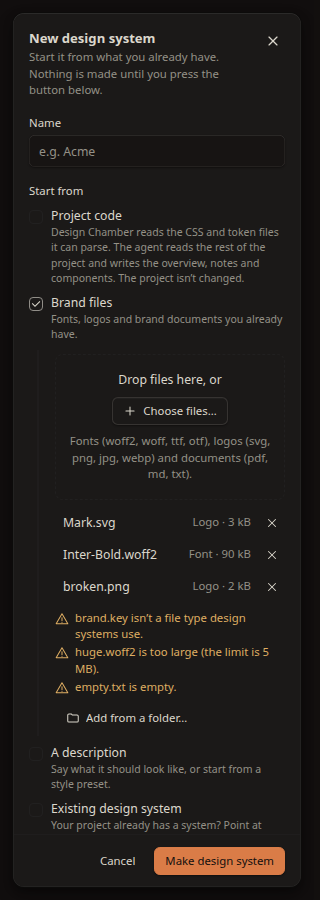 New design system
Start it from what you already have.
Nothing is made until you press the
button below.
Name
e.g. Acme
Start from
Project code
Design Chamber reads the CSS and token files
it can parse. The agent reads the rest of the
project and writes the overview, notes and
components. The project isn't changed.
Brand files
Fonts, logos and brand documents you already
have.
Drop files here, or
Choose files...
Fonts (woff2, woff, ttf, otf), logos (svg,
png, jpg, webp) and documents (pdf,
md, txt).
Mark.svg Logo · 3 kB
Inter-Bold.woff2 Font · 90 kB
broken.png Logo · 2 kB
brand.key isn't a file type design
systems use.
huge.woff2 is too large (the limit is 5
MB).
empty.txt is empty.
Add from a folder...
A description
Say what it should look like, or start from a
style preset.
Existing design system
Your project already has a system? Point at
Cancel Make design system